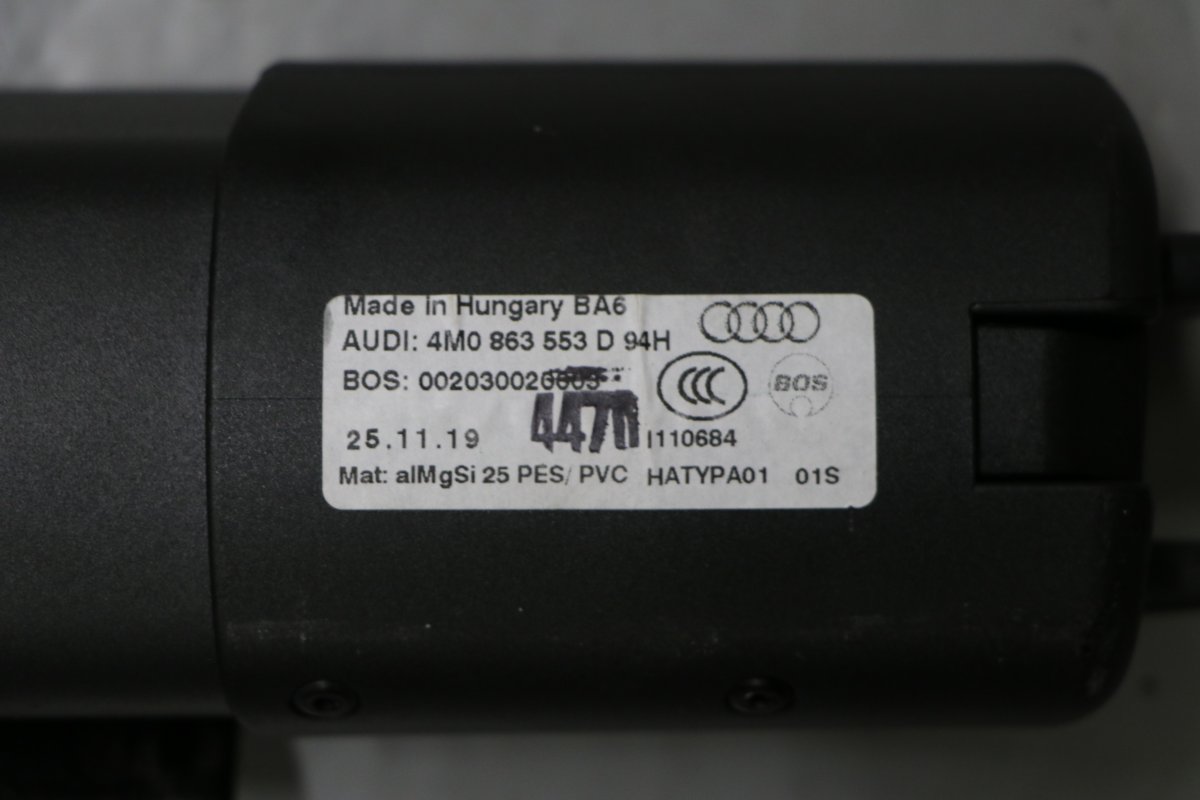 Made in Hungary BA6
AUDI: 4M0 863 553 D 94H
BOS:
CCC
BOS
25.11.19
4470
I110684
Mat: alMgSi 25 PES/ PVC HATYPA01 01S